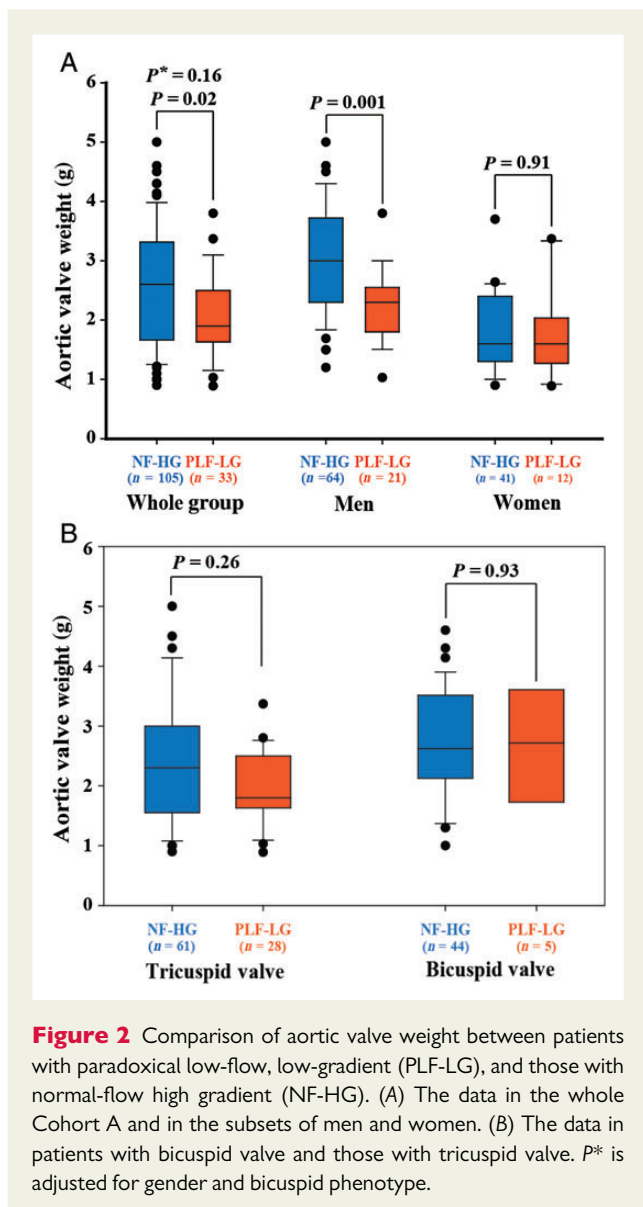 A
Aortic valve weight (g)
6
5
4
3
2
1
0
P* = 0.16
P = 0.02
P = 0.001
P = 0.91
NF-HG PLF-LG NF-HG PLF-LG NF-HG PLF-LG
(n = 105) (n = 33) (n =64) (n = 21) (n = 41) (n = 12)
Whole group Men Women
B
Aortic valve weight (g)
6
5
4
3
2
1
0
P = 0.26
P = 0.93
NF-HG PLF-LG NF-HG PLF-LG
(n = 61) (n = 28) (n = 44) (n = 5)
Tricuspid valve Bicuspid valve
Figure 2 Comparison of aortic valve weight between patients
with paradoxical low-flow, low-gradient (PLF-LG), and those with
normal-flow high gradient (NF-HG). (A) The data in the whole
Cohort A and in the subsets of men and women. (B) The data in
patients with bicuspid valve and those with tricuspid valve. P* is
adjusted for gender and bicuspid phenotype.